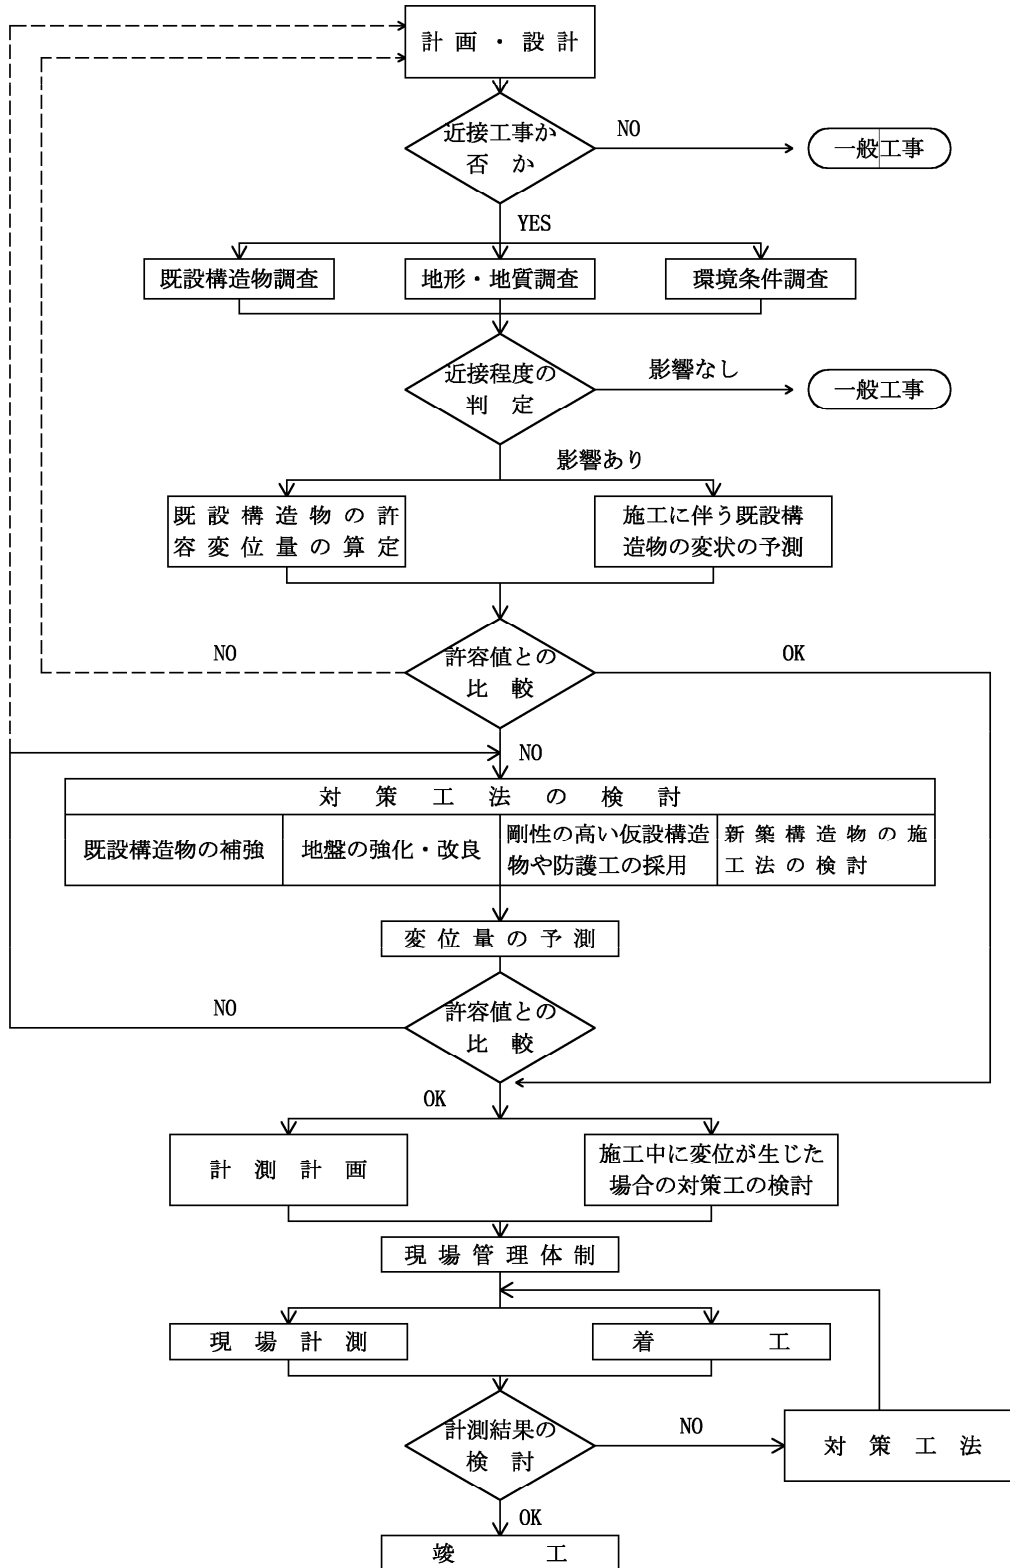 計画・設計
近接工事か
否か
NO
一般工事
YES
既設構造物調査
地形・地質調査
環境条件調査
近接程度の
判定
影響なし
一般工事
影響あり
既設構造物の許
容変位量の算定
施工に伴う既設構
造物の変状の予測
許容値との
比較
NO
OK
NO
対策工法の検討
既設構造物の補強
地盤の強化・改良
剛性の高い仮設構造
物や防護工の採用
新築構造物の施
工法の検討
変位量の予測
許容値との
比較
NO
OK
計測計画
施工中に変位が生じた
場合の対策工の検討
現場管理体制
現場計測
着工
計測結果の
検討
NO
対策工法
OK
竣工